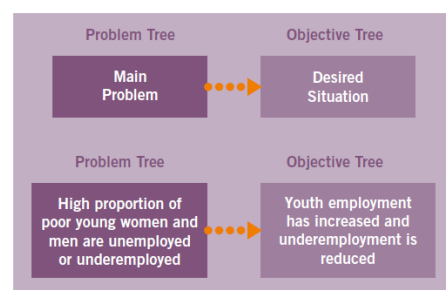 Problem Tree
Objective Tree
Main
Problem
Desired
Situation
Problem Tree
Objective Tree
High proportion of
poor young women and
men are unemployed
or underemployed
Youth employment
has increased and
underemployment is
reduced